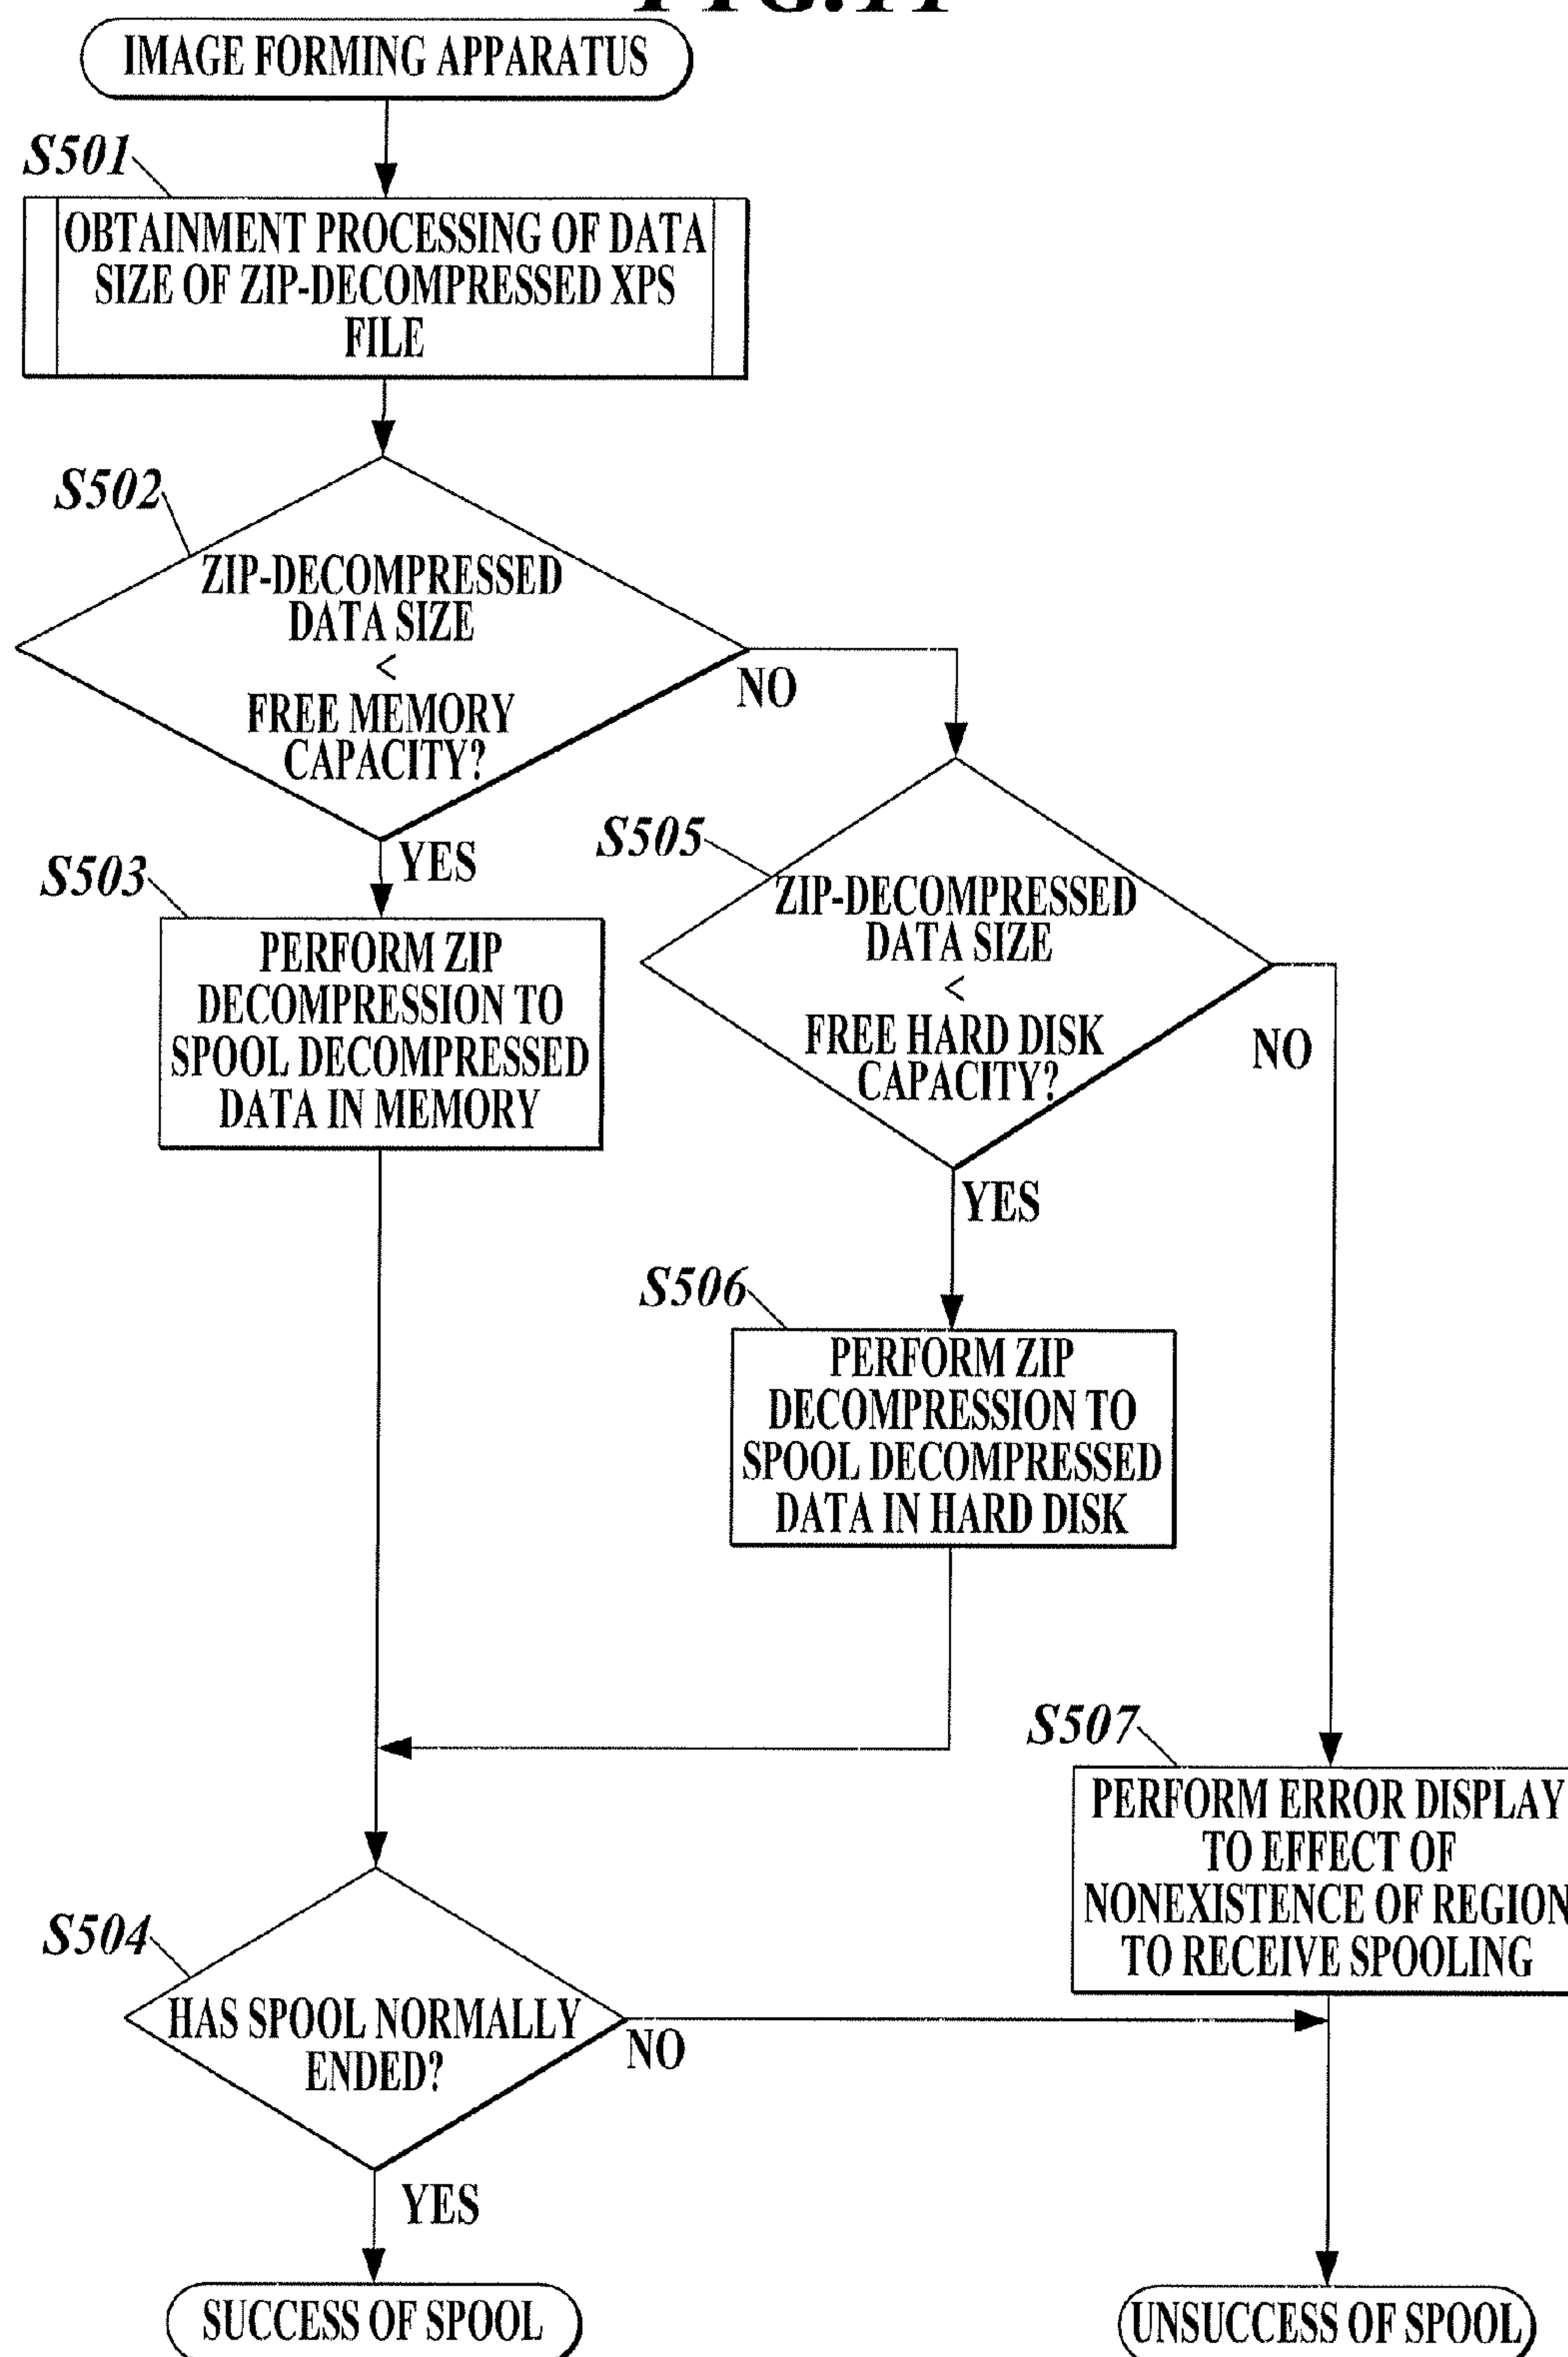 FIG.11
IMAGE FORMING APPARATUS
S501
OBTAINMENT PROCESSING OF DATA
SIZE OF ZIP-DECOMPRESSED XPS
FILE
S502
ZIP-DECOMPRESSED
DATA SIZE
<
FREE MEMORY
CAPACITY?
NO
YES
S503
PERFORM ZIP
DECOMPRESSION TO
SPOOL DECOMPRESSED
DATA IN MEMORY
S505
ZIP-DECOMPRESSED
DATA SIZE
<
FREE HARD DISK
CAPACITY?
NO
YES
S506
PERFORM ZIP
DECOMPRESSION TO
SPOOL DECOMPRESSED
DATA IN HARD DISK
S507
PERFORM ERROR DISPLAY
TO EFFECT OF
NONEXISTENCE OF REGION
TO RECEIVE SPOOLING
S504
HAS SPOOL NORMALLY
ENDED?
NO
YES
SUCCESS OF SPOOL
UNSUCCESS OF SPOOL